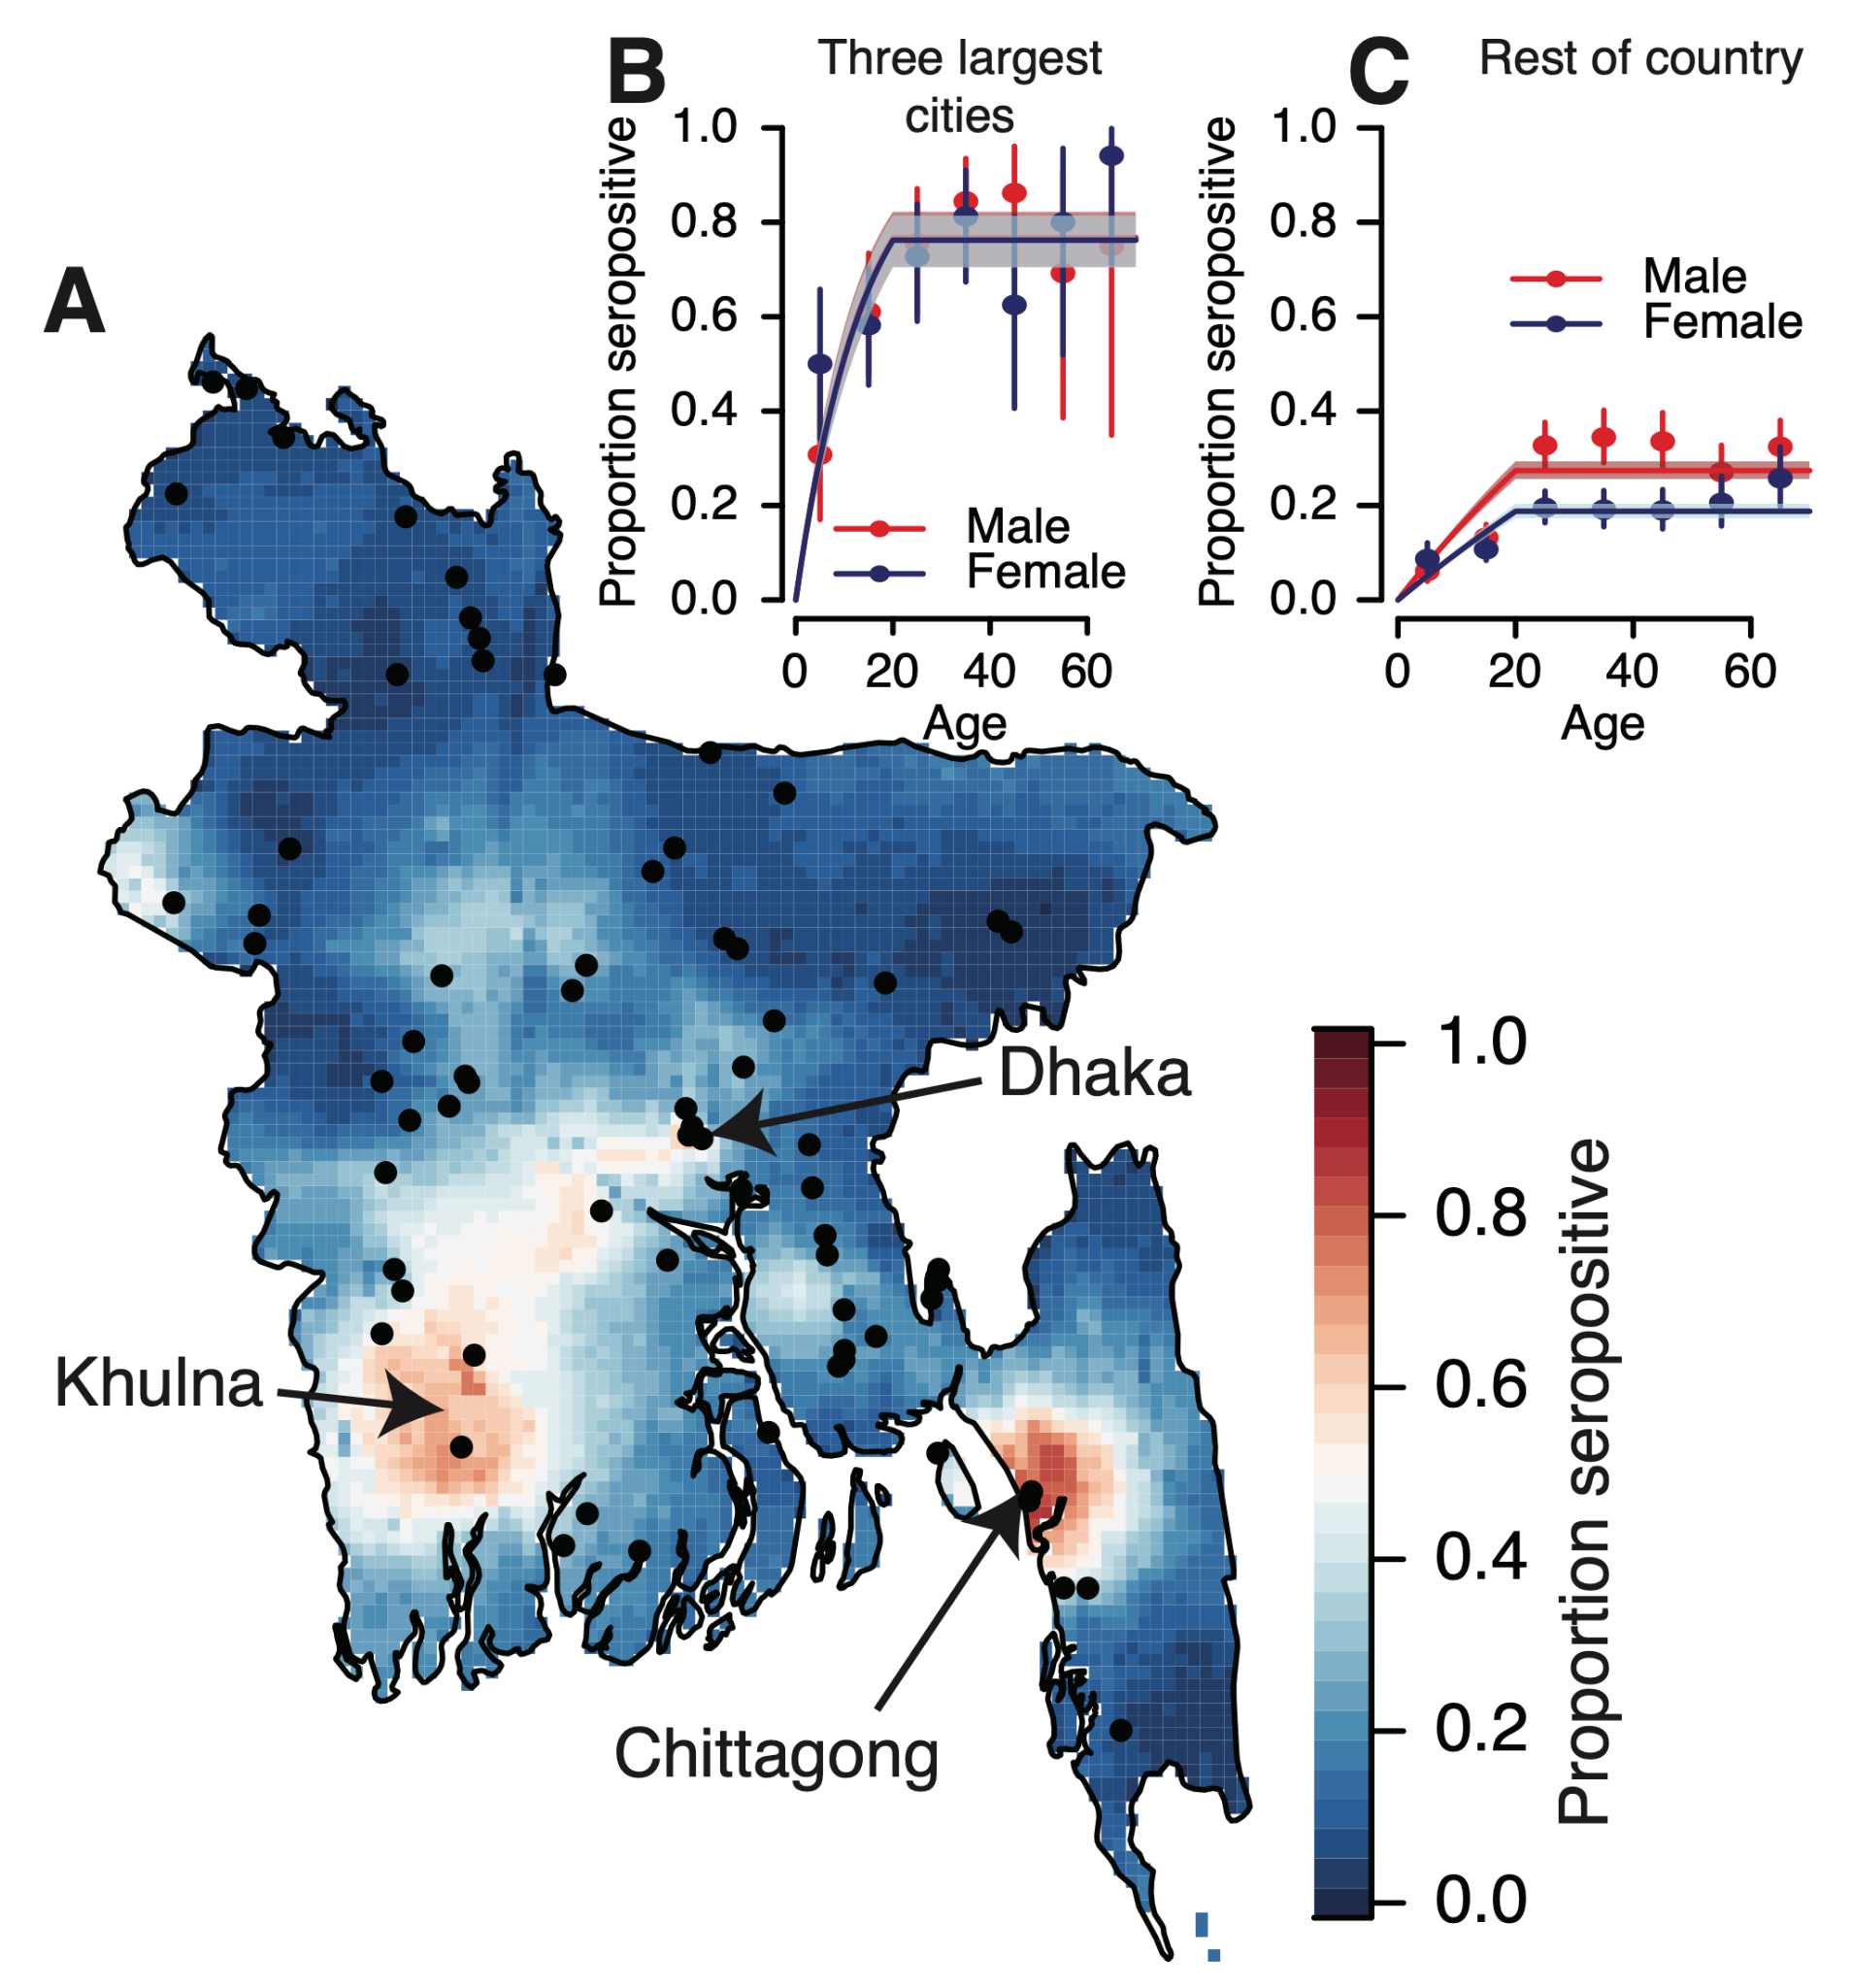 A
B
Three largest
cities
Proportion seropositive
1.0
0.8
0.6
0.4
0.2
0.0
Male
Female
0 20 40 60
Age
C
Rest of country
Proportion seropositive
1.0
0.8
0.6
0.4
0.2
0.0
Male
Female
0 20 40 60
Age
Dhaka
Khulna
Chittagong
1.0
0.8
0.6
0.4
0.2
0.0
Proportion seropositive